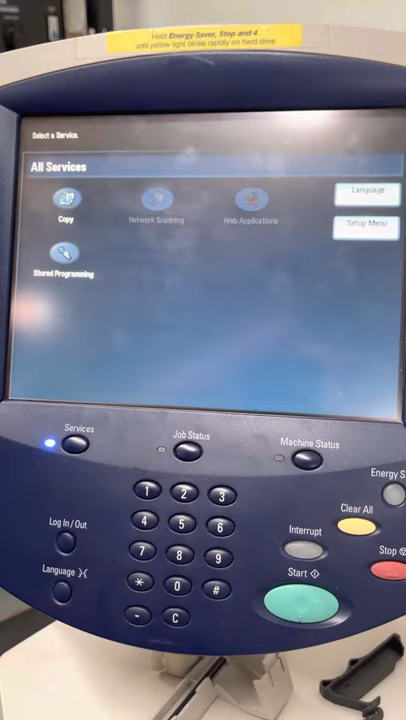 Hold Energy Saver, Stop and 4
until yellow light blinks rapidly on hard drive
Select a Service.
All Services
Copy
Network Scanning
Web Applications
Language
Setup Menu
Stored Programming
Services
Job Status
Machine Status
Energy S
1 2 3
Clear All
4 5 6
Log In / Out
Interrupt
7 8 9
Stop
Language
Start
* 0 #
- C